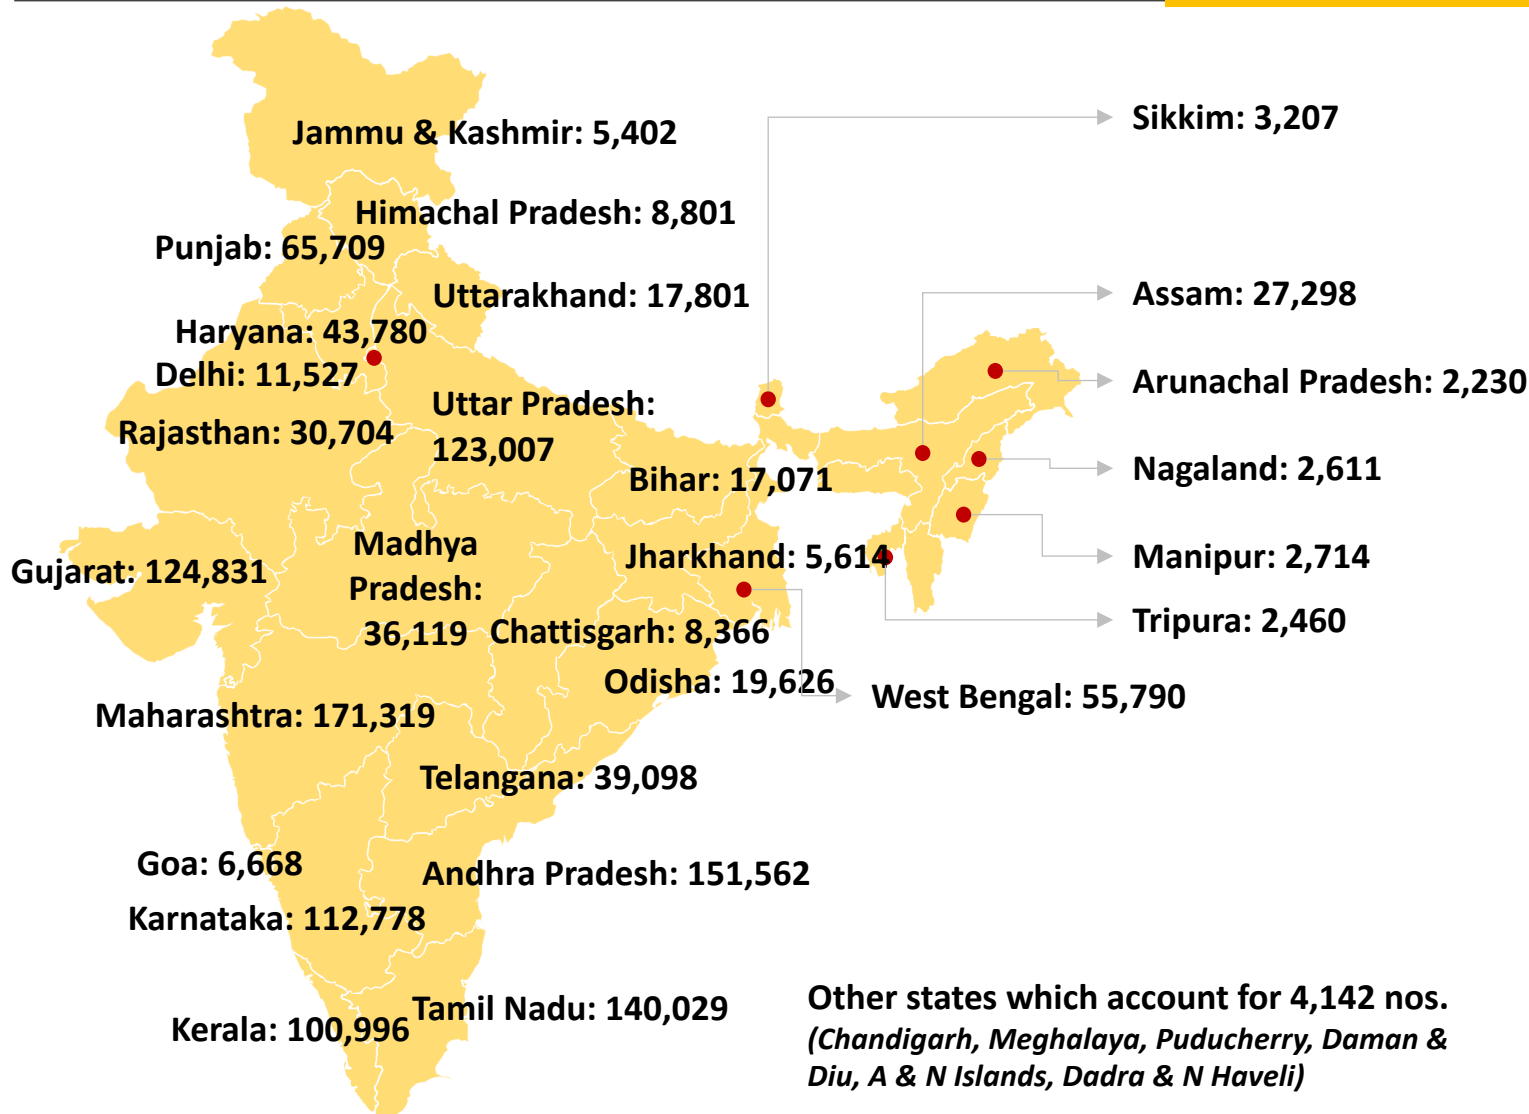 Jammu & Kashmir: 5,402
Sikkim: 3,207
Himachal Pradesh: 8,801
Punjab: 65,709
Uttarakhand: 17,801
Assam: 27,298
Haryana: 43,780
Delhi: 11,527
Arunachal Pradesh: 2,230
Uttar Pradesh:
123,007
Rajasthan: 30,704
Nagaland: 2,611
Bihar: 17,071
Madhya
Pradesh:
36,119
Jharkhand: 5,614
Manipur: 2,714
Gujarat: 124,831
Tripura: 2,460
Chattisgarh: 8,366
Odisha: 19,626
West Bengal: 55,790
Maharashtra: 171,319
Telangana: 39,098
Goa: 6,668
Andhra Pradesh: 151,562
Karnataka: 112,778
Tamil Nadu: 140,029
Kerala: 100,996
Other states which account for 4,142 nos.
(Chandigarh, Meghalaya, Puducherry, Daman &
Diu, A & N Islands, Dadra & N Haveli)